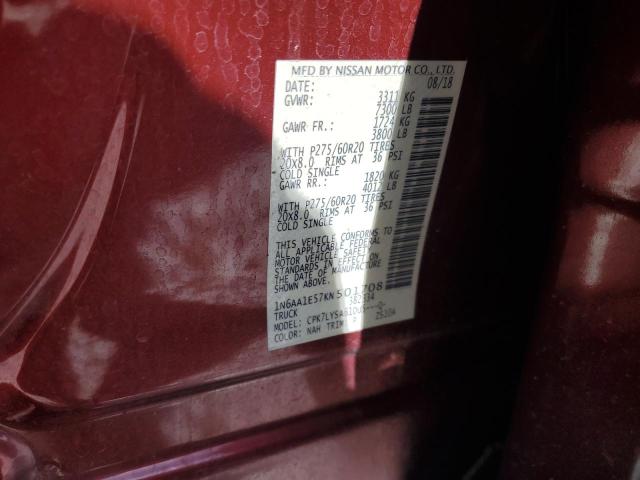 MFD BY NISSAN MOTOR CO., LTD.
DATE: 08/18
GVWR: 3311 KG
7300 LB
GAWR FR.: 1724 KG
3800 LB
WITH P275/60R20 TIRES
20X8.0 RIMS AT 36 PSI
COLD SINGLE
GAWR RR.: 1820 KG
4012 LB
WITH P275/60R20 TIRES
20X8.0 RIMS AT 36 PSI
COLD SINGLE
THIS VEHICLE CONFORMS TO
ALL APPLICABLE FEDERAL
MOTOR VEHICLE SAFETY
STANDARDS IN EFFECT ON
THE DATE OF MANUFACTURE
SHOWN ABOVE.
1N6AA1E57KN501708
TRUCK
MODEL:
COLOR: NAH TRIM: